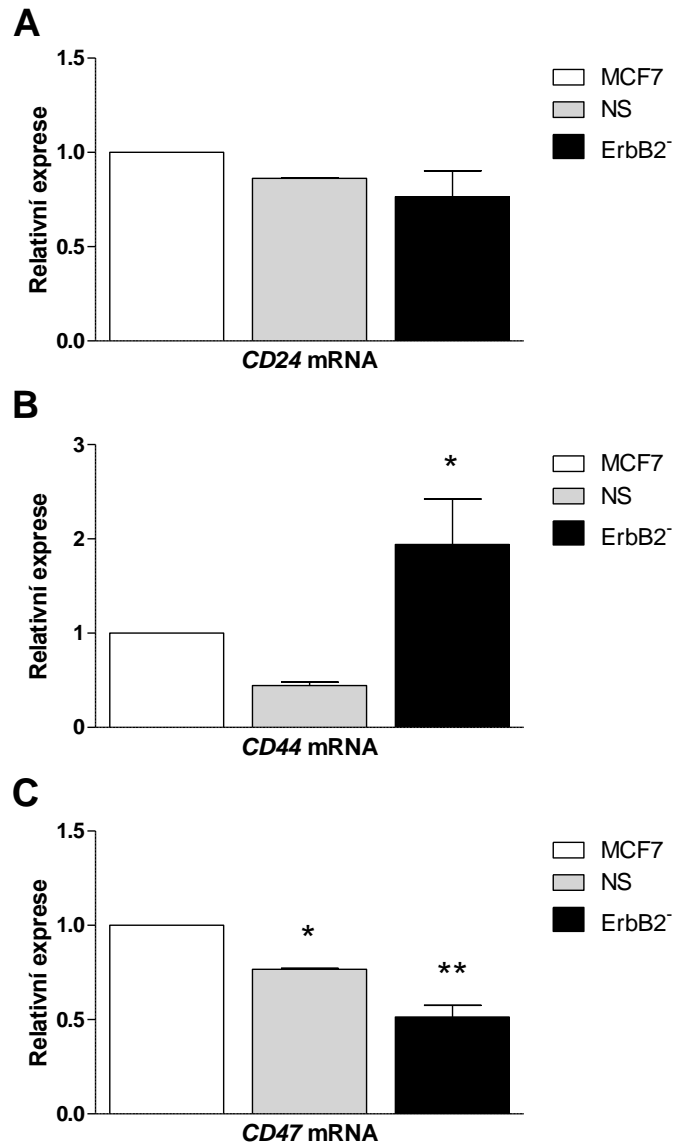 A
Relativní exprese
1.5
1.0
0.5
0.0
CD24 mRNA
MCF7
NS
ErbB2⁻
B
Relativní exprese
3
2
1
0
*
CD44 mRNA
MCF7
NS
ErbB2⁻
C
Relativní exprese
1.5
1.0
0.5
0.0
*
**
CD47 mRNA
MCF7
NS
ErbB2⁻